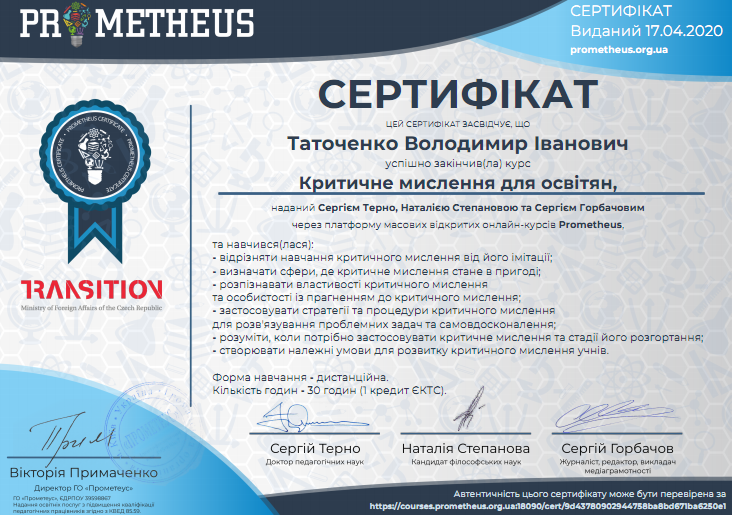 PROMETHEUS
СЕРТИФІКАТ
Виданий 17.04.2020
prometheus.org.ua
СЕРТИФІКАТ
ЦЕЙ СЕРТИФІКАТ ЗАСВІДЧУЄ, ЩО
Таточенко Володимир Іванович
успішно закінчив(ла) курс
Критичне мислення для освітян,
наданий Сергієм Терно, Наталією Степановою та Сергієм Горбачовим
через платформу масових відкритих онлайн-курсів Prometheus,
PROMETHEUS CERTIFICATE
TRANSITION
Ministry of Foreign Affairs of the Czech Republic
та навчився(лася):
- відрізняти навчання критичного мислення від його імітації;
- визначати сфери, де критичне мислення стане в пригоді;
- розпізнавати властивості критичного мислення
та особистості із прагненням до критичного мислення;
- застосовувати стратегії та процедури критичного мислення
для розв'язування проблемних задач та самовдосконалення;
- розуміти, коли потрібно застосовувати критичне мислення та стадії його розгортання;
- створювати належні умови для розвитку критичного мислення учнів.
Форма навчання - дистанційна.
Кількість годин - 30 годин (1 кредит ЄКТС).
Вікторія Примаченко
Директор ГО «Прометеус»
ГО «Прометеус», ЄДРПОУ 39598867
Надання освітніх послуг з підвищення кваліфікації
педагогічних працівників згідно з КВЕД 85.59.
Сергій Терно
Доктор педагогічних наук
Наталія Степанова
Кандидат філософських наук
Сергій Горбачов
Журналіст, редактор, викладач
медіаграмотності
Автентичність цього сертифікату може бути перевірена за
https://courses.prometheus.org.ua:18090/cert/9d43780902944758ba8bd671ba6250e1